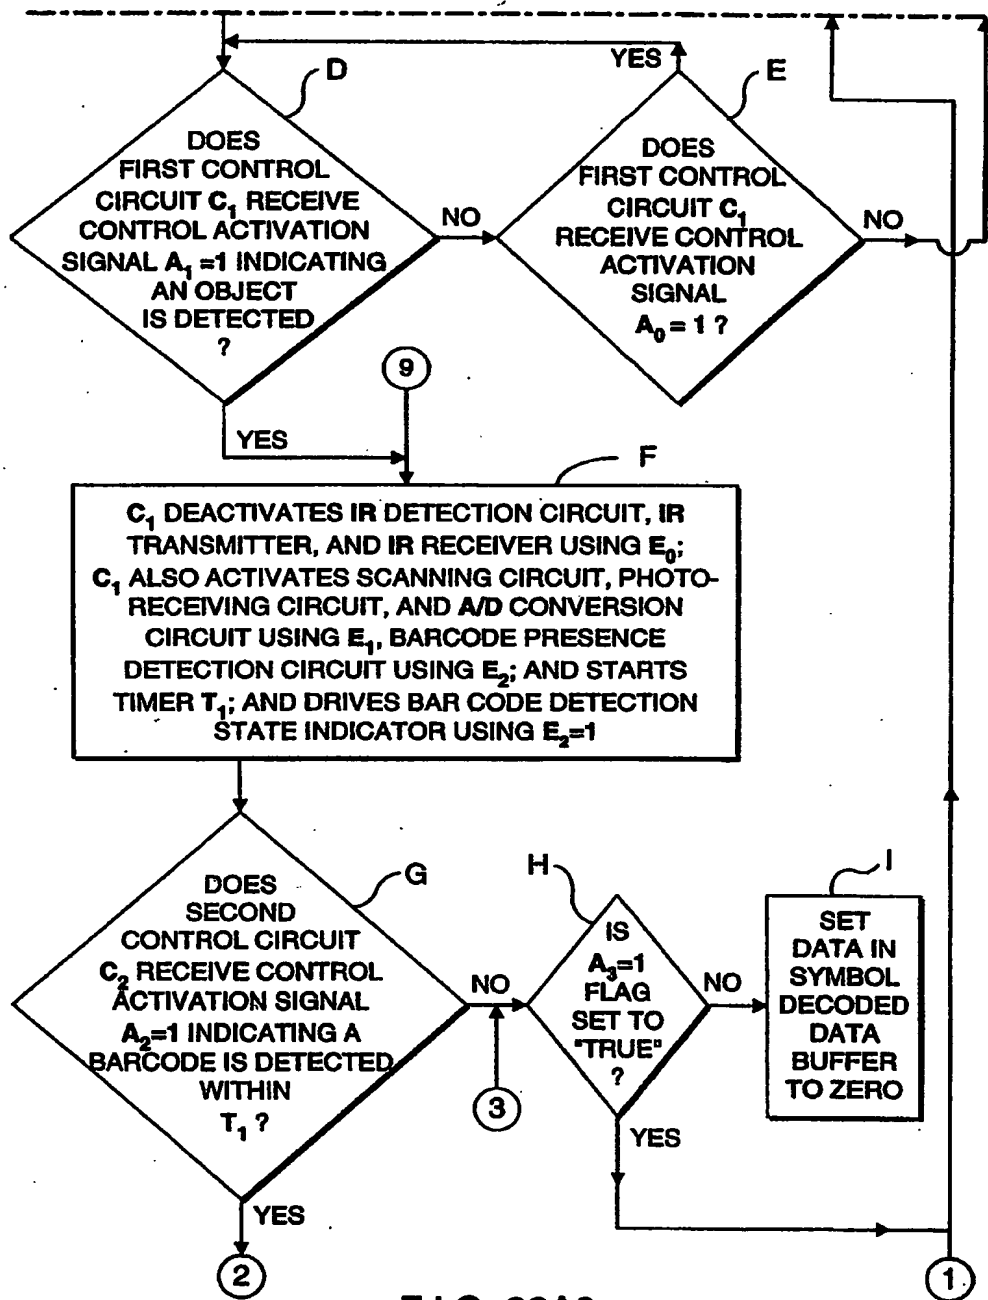 YES
D
E
DOES
FIRST CONTROL
CIRCUIT C1 RECEIVE
CONTROL ACTIVATION
SIGNAL A1 =1 INDICATING
AN OBJECT
IS DETECTED
?
NO
DOES
FIRST CONTROL
CIRCUIT C1
RECEIVE CONTROL
ACTIVATION
SIGNAL
A0 = 1 ?
NO
9
YES
F
C1 DEACTIVATES IR DETECTION CIRCUIT, IR
TRANSMITTER, AND IR RECEIVER USING E0;
C1 ALSO ACTIVATES SCANNING CIRCUIT, PHOTO-
RECEIVING CIRCUIT, AND A/D CONVERSION
CIRCUIT USING E1, BARCODE PRESENCE
DETECTION CIRCUIT USING E2; AND STARTS
TIMER T1; AND DRIVES BAR CODE DETECTION
STATE INDICATOR USING E2=1
G
DOES
SECOND
CONTROL CIRCUIT
C2 RECEIVE CONTROL
ACTIVATION SIGNAL
A2=1 INDICATING A
BARCODE IS DETECTED
WITHIN
T1 ?
NO
3
H
IS
A3=1
FLAG
SET TO
"TRUE"
?
NO
I
SET
DATA IN
SYMBOL
DECODED
DATA
BUFFER
TO ZERO
YES
YES
2
1